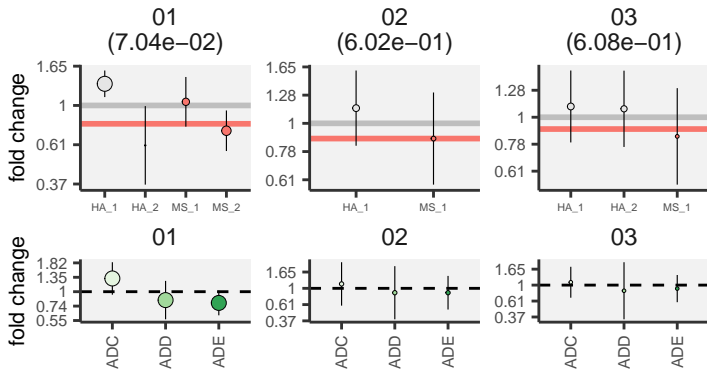 01
(7.04e−02)
02
(6.02e−01)
03
(6.08e−01)
fold change
1.65
1
0.61
0.37
HA_1
HA_2
MS_1
MS_2
1.65
1.28
1
0.78
0.61
HA_1
MS_1
1.28
1
0.78
0.61
HA_1
HA_2
MS_1
01
02
03
fold change
1.82
1.35
1
0.74
0.55
ADC
ADD
ADE
1.65
1
0.61
0.37
ADC
ADD
ADE
1.65
1
0.61
0.37
ADC
ADD
ADE